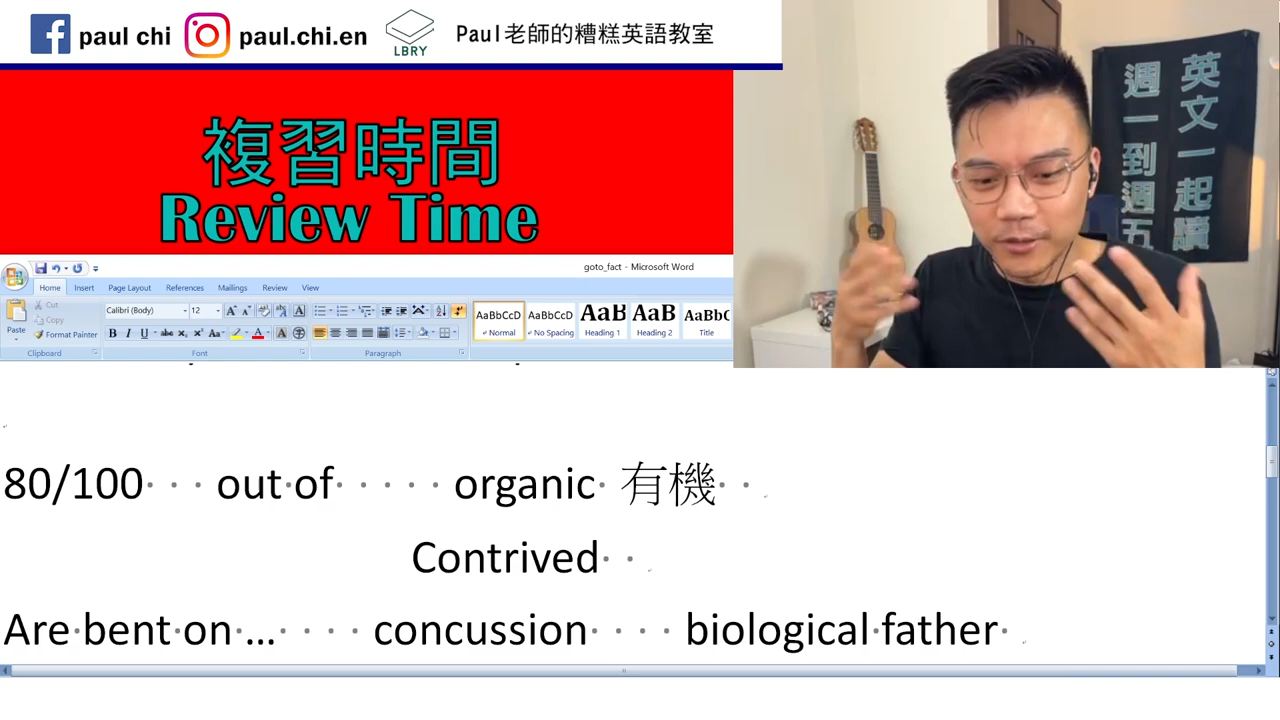 paul chi paul.chi.en LBRY Paul老師的糟糕英語教室
複習時間
Review Time
英文一起讀
週一到週五
goto_fact - Microsoft Word
Home Insert Page Layout References Mailings Review View
Cut
Copy
Format Painter
Paste
Calibri (Body) 12
AaBbCcD AaBbCcD AaB AaB AaBbC
Normal No Spacing Heading 1 Heading 2 Title
Clipboard Font Paragraph
80/100 out of organic 有機
Contrived
Are bent on ... concussion biological father